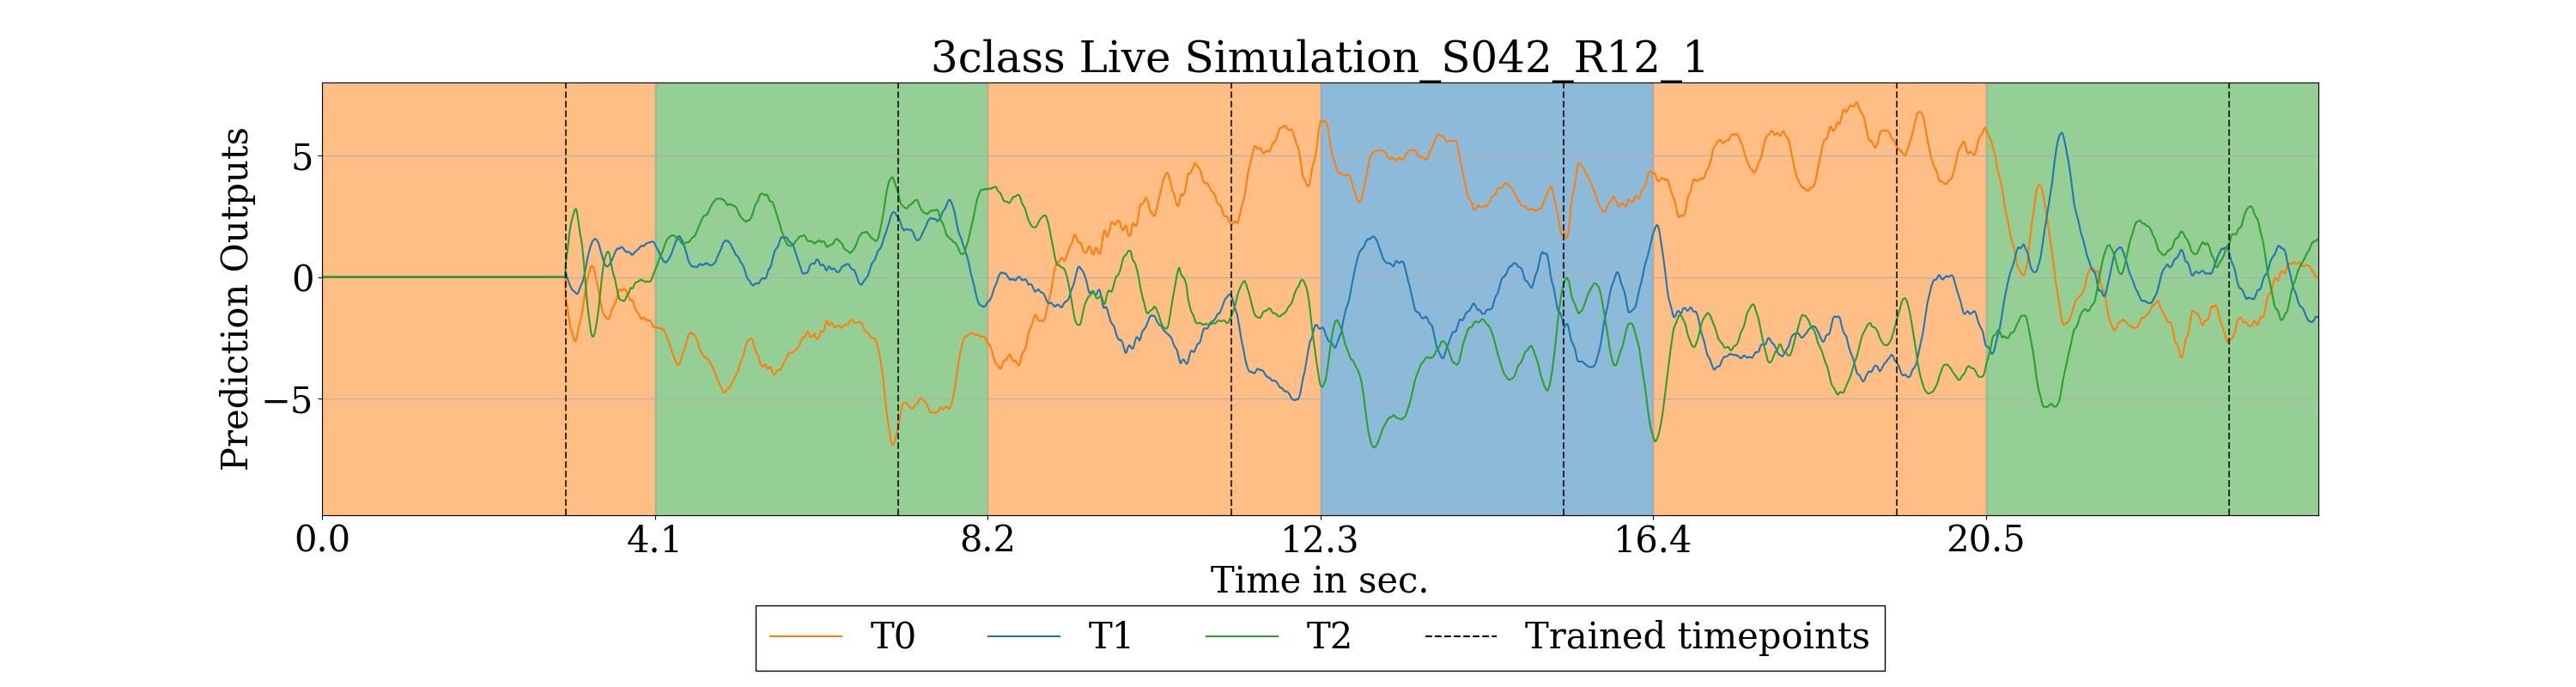 3class Live Simulation_S042_R12_1
Prediction Outputs
5
0
−5
0.0 4.1 8.2 12.3 16.4 20.5
Time in sec.
T0 T1 T2 Trained timepoints